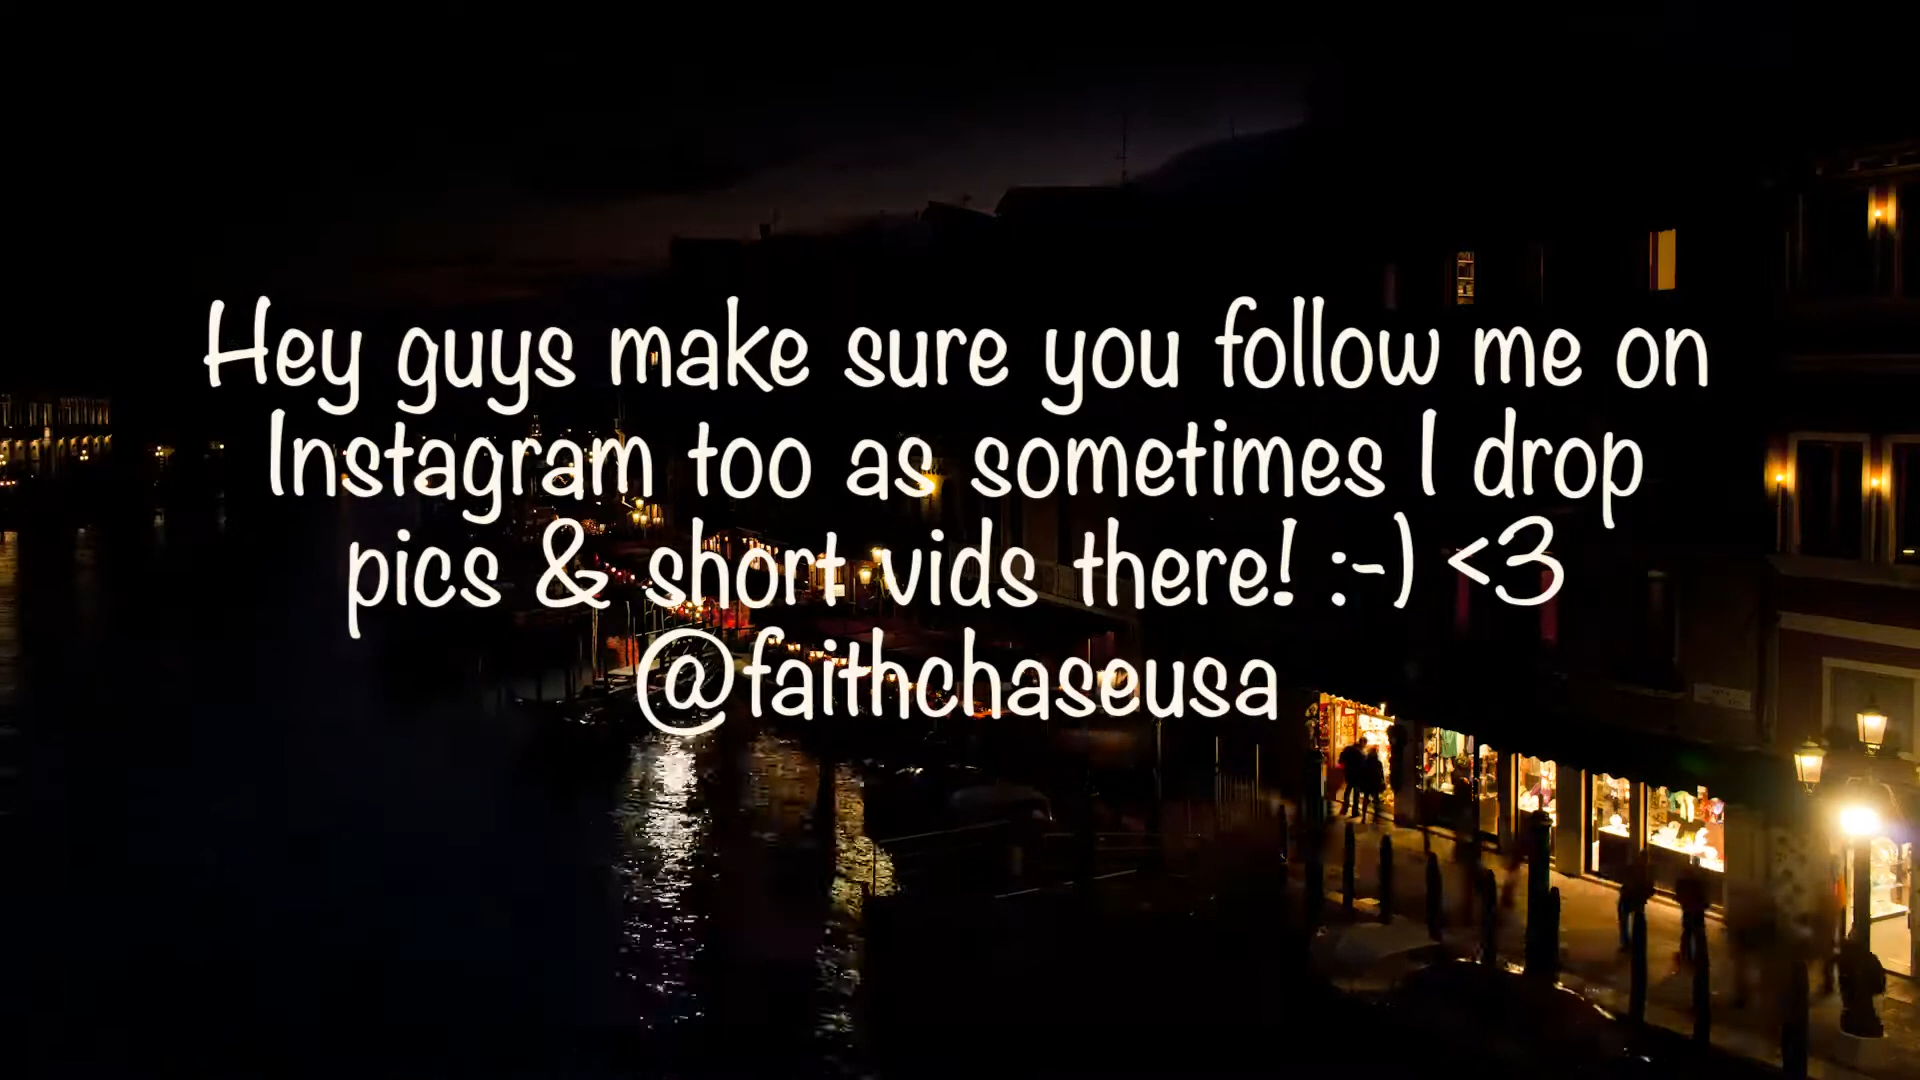 Hey guys make sure you follow me on
Instagram too as sometimes I drop
pics & short vids there! :-) <3
@faithchaseusa